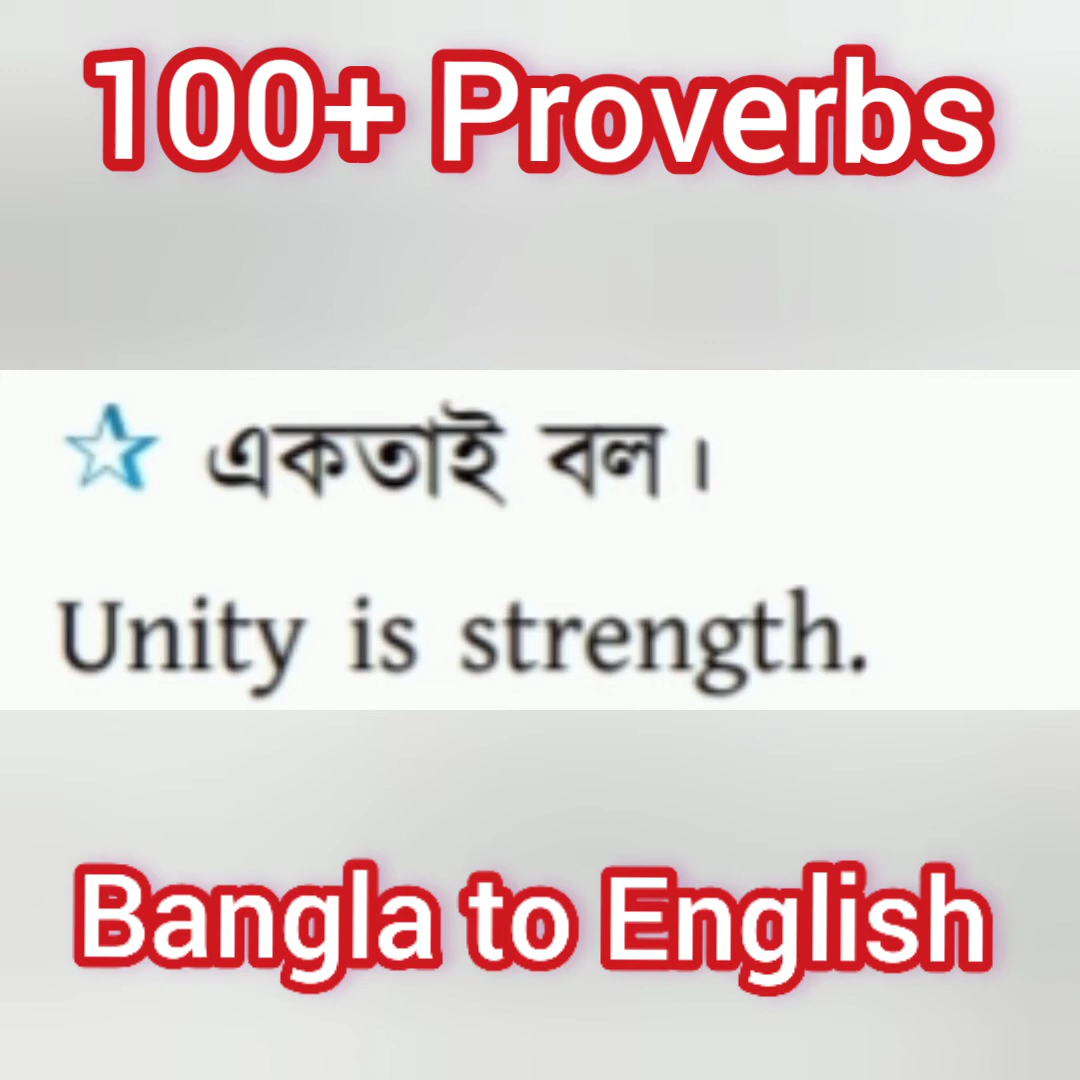 100+ Proverbs
☆ একতাই বল।
Unity is strength.
Bangla to English